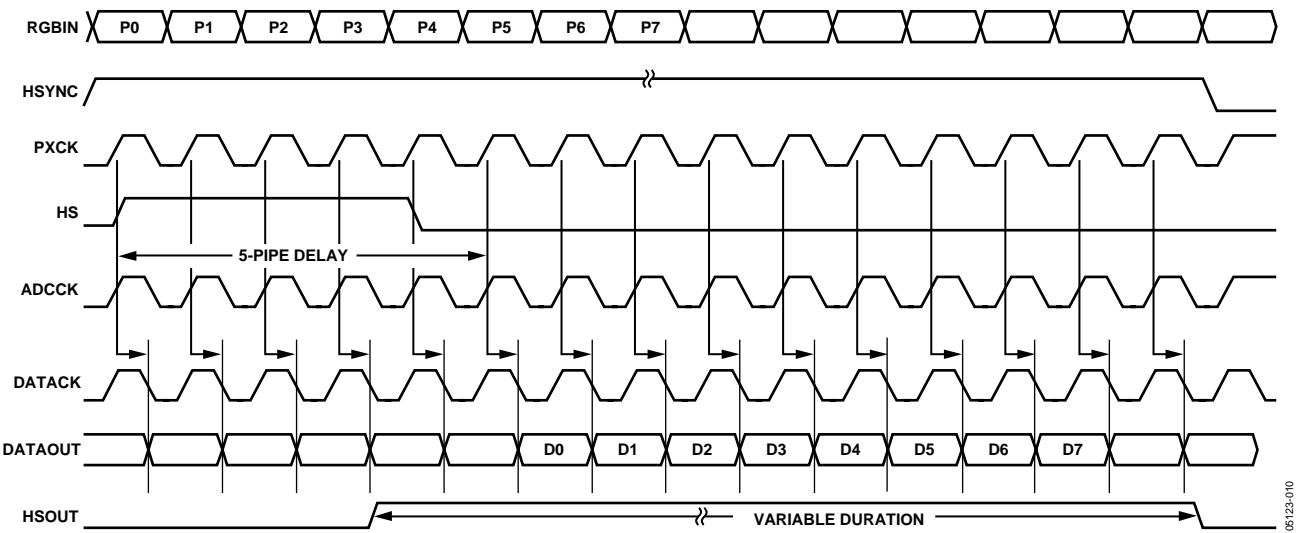 RGBIN P0 P1 P2 P3 P4 P5 P6 P7
HSYNC
PXCK
HS
5-PIPE DELAY
ADCCK
DATACK
DATAOUT D0 D1 D2 D3 D4 D5 D6 D7
HSOUT VARIABLE DURATION
05123-010